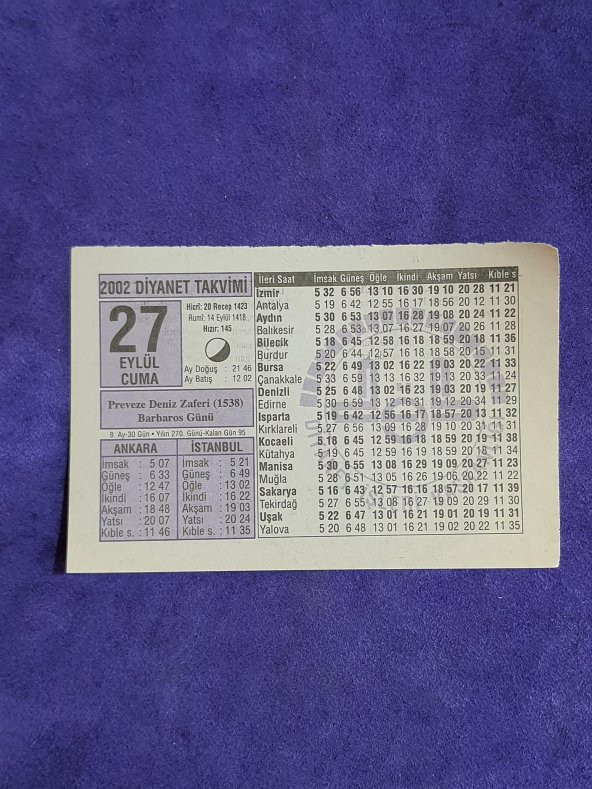 2002 DİYANET TAKVİMİ
27
EYLÜL
CUMA
Hicrî: 20 Recep 1423
Rumî: 14 Eylül 1418
Hızır: 145
Ay Doğuş : 21 46
Ay Batış : 12 02
Preveze Deniz Zaferi (1538)
Barbaros Günü
9. Ay-30 Gün • Yılın 270. Günü-Kalan Gün 95
ANKARA
İmsak : 5 07
Güneş : 6 33
Öğle : 12 47
İkindi : 16 07
Akşam : 18 48
Yatsı : 20 07
Kıble s. : 11 46
İSTANBUL
İmsak : 5 21
Güneş : 6 49
Öğle : 13 02
İkindi : 16 22
Akşam : 19 03
Yatsı : 20 24
Kıble s. : 11 35
İleri Saat İmsak Güneş Öğle İkindi Akşam Yatsı Kıble s
İzmir 5 32 6 56 13 10 16 30 19 10 20 28 11 21
Antalya 5 19 6 42 12 55 16 17 18 56 20 12 11 30
Aydın 5 30 6 53 13 07 16 28 19 08 20 24 11 22
Balıkesir 5 28 6 53 13 07 16 27 19 07 20 26 11 28
Bilecik 5 18 6 45 12 58 16 18 18 59 20 18 11 36
Burdur 5 20 6 44 12 57 16 18 18 58 20 15 11 31
Bursa 5 22 6 49 13 02 16 22 19 03 20 22 11 33
Çanakkale 5 33 6 59 13 13 16 32 19 13 20 33 11 24
Denizli 5 25 6 48 13 02 16 23 19 03 20 19 11 27
Edirne 5 30 6 59 13 12 16 31 19 20 11
Isparta 5 19 6 42 12 56 16 17 18 57 20 13 11 32
Kırklareli 5 27 6 56 13 09 16 28 19 20 11
Kocaeli 5 18 6 45 12 59 16 18 18 59 20 19 11 38
Kütahya 5 19 6 45 12 59 16 19 19 20 18 11
Manisa 5 30 6 55 13 08 16 29 19 09 20 27 11 23
Muğla 5 28 6 51 13 05 16 26 19 20 22 11 24
Sakarya 5 16 6 43 12 57 16 16 18 57 20 17 11 39
Tekirdağ 5 27 6 55 13 08 16 27 19 09 20 29 11 30
Uşak 5 22 6 47 13 01 16 21 19 01 20 19 11 31
Yalova 5 20 6 48 13 01 16 21 19 02 20 22 11 35